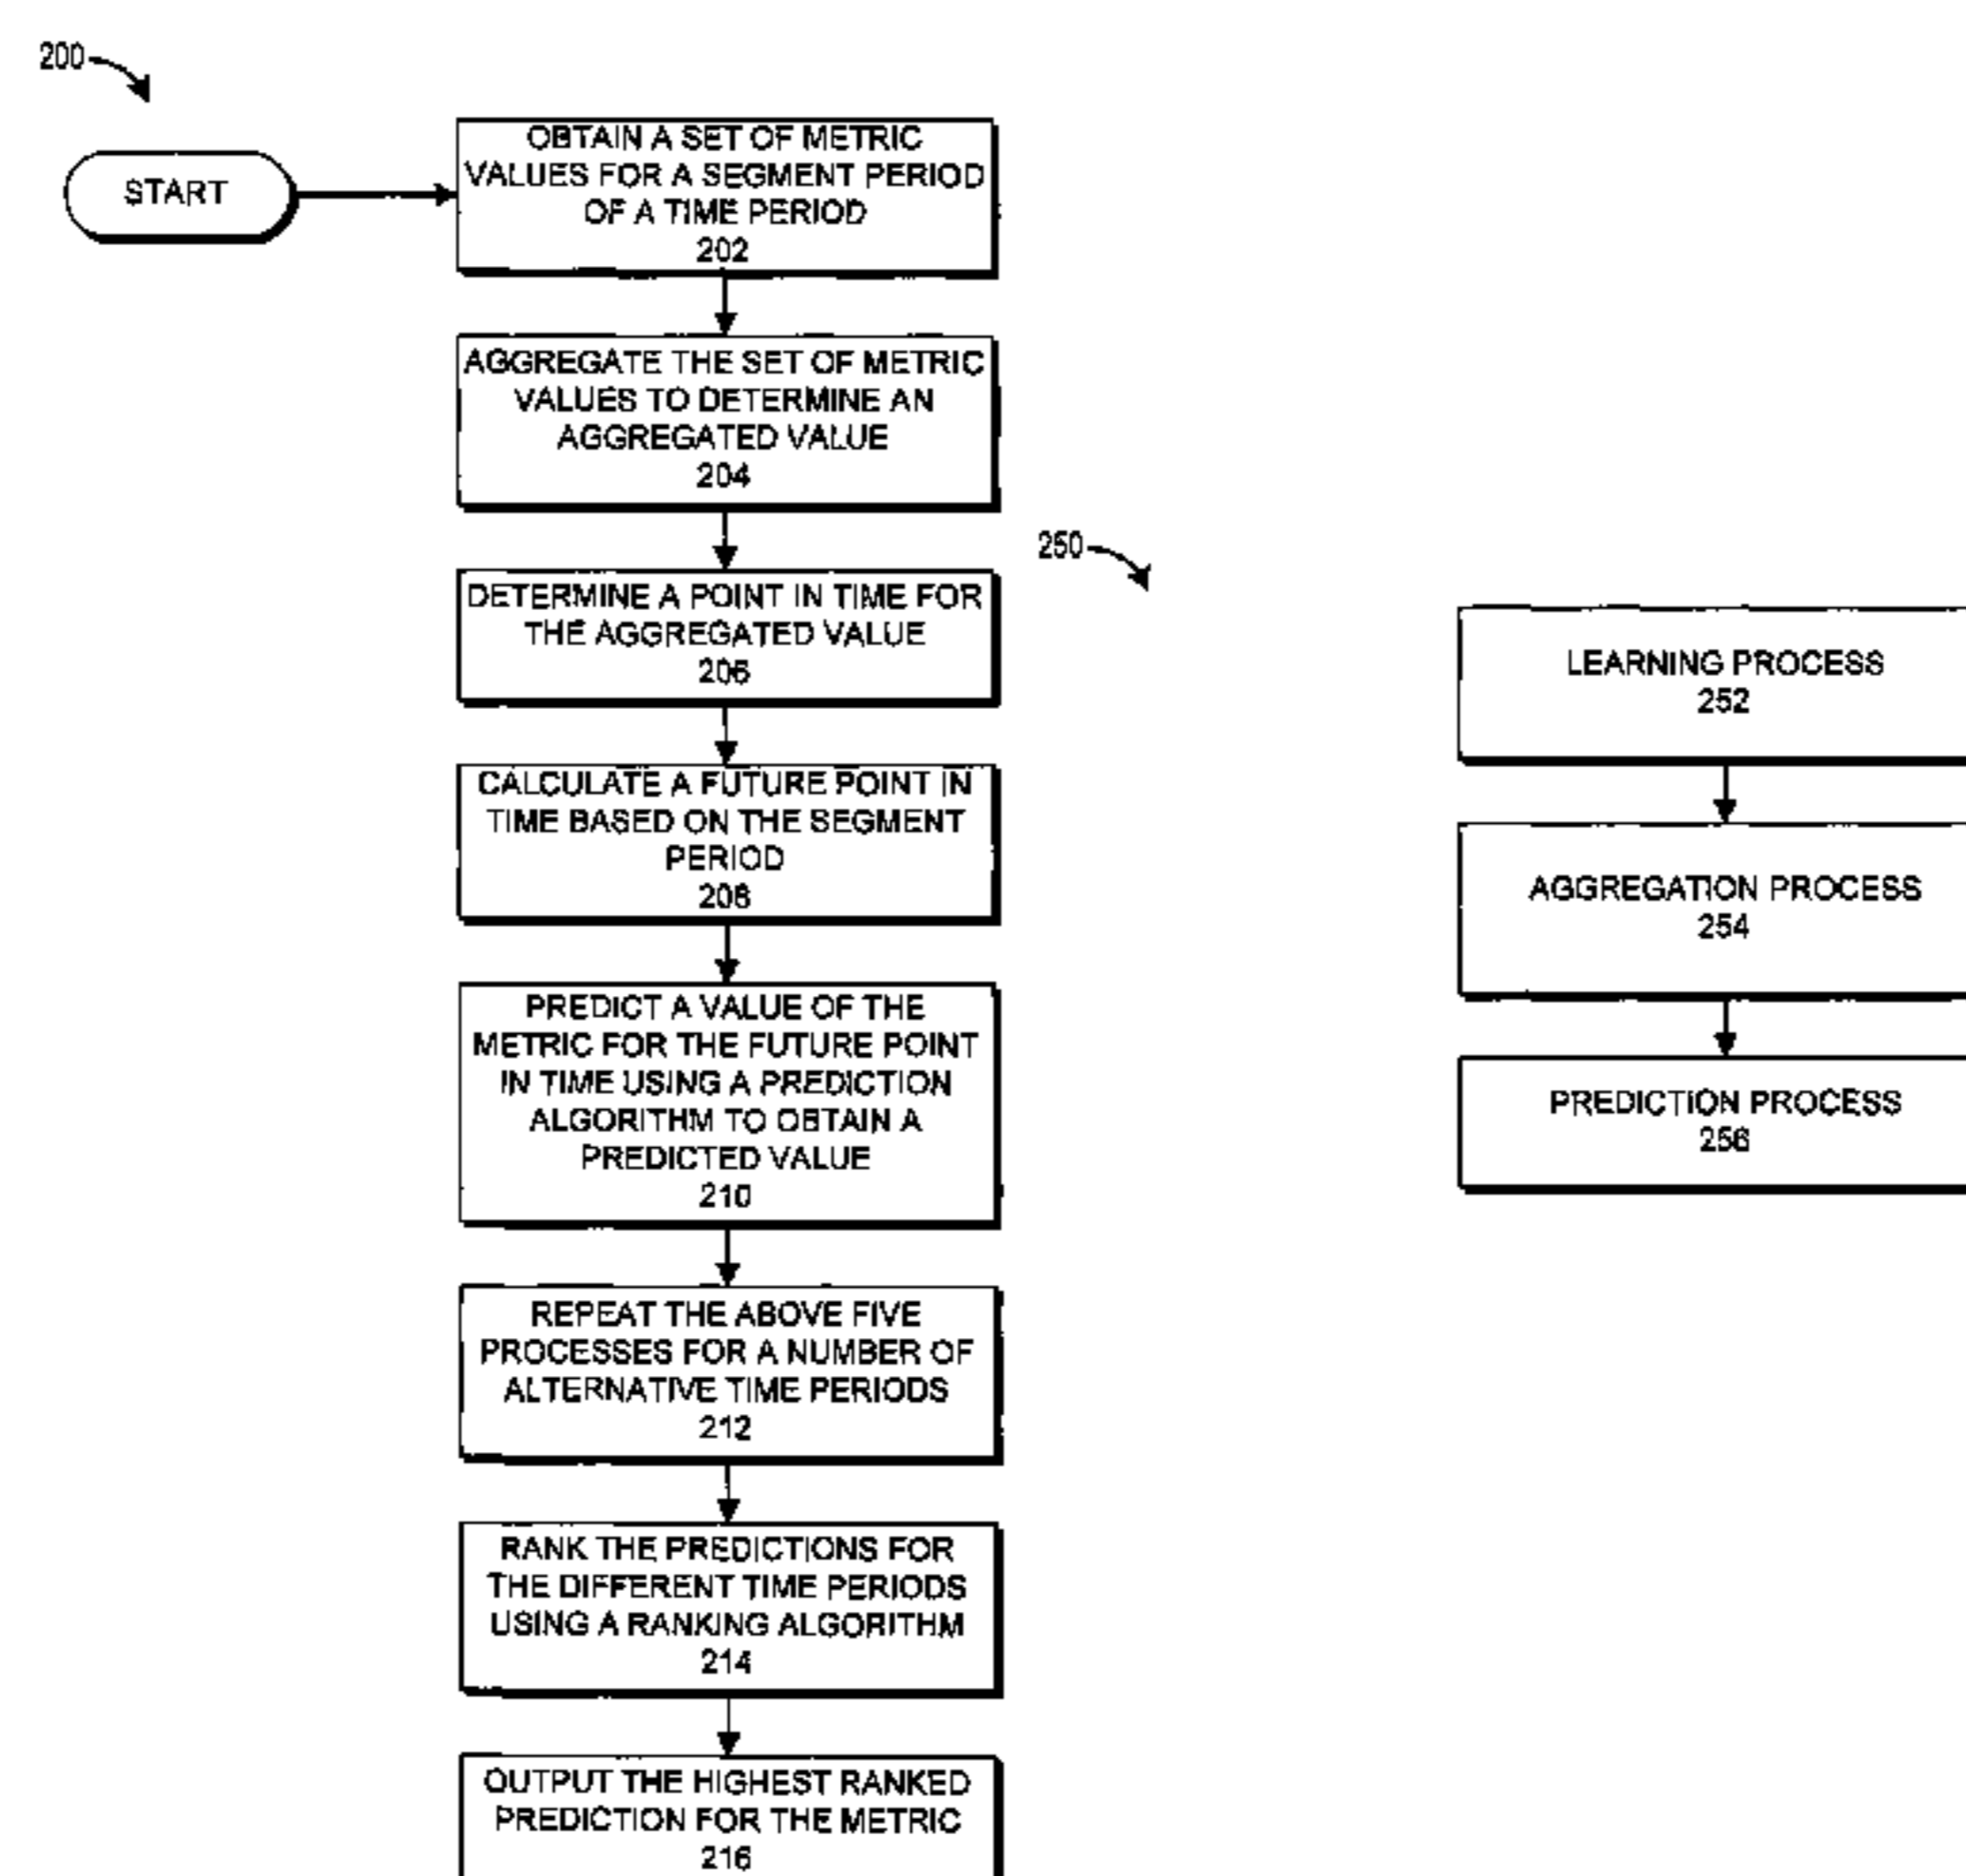 200
START
OBTAIN A SET OF METRIC
VALUES FOR A SEGMENT PERIOD
OF A TIME PERIOD
202
AGGREGATE THE SET OF METRIC
VALUES TO DETERMINE AN
AGGREGATED VALUE
204
DETERMINE A POINT IN TIME FOR
THE AGGREGATED VALUE
206
CALCULATE A FUTURE POINT IN
TIME BASED ON THE SEGMENT
PERIOD
208
PREDICT A VALUE OF THE
METRIC FOR THE FUTURE POINT
IN TIME USING A PREDICTION
ALGORITHM TO OBTAIN A
PREDICTED VALUE
210
REPEAT THE ABOVE FIVE
PROCESSES FOR A NUMBER OF
ALTERNATIVE TIME PERIODS
212
RANK THE PREDICTIONS FOR
THE DIFFERENT TIME PERIODS
USING A RANKING ALGORITHM
214
OUTPUT THE HIGHEST RANKED
PREDICTION FOR THE METRIC
216
250
LEARNING PROCESS
252
AGGREGATION PROCESS
254
PREDICTION PROCESS
256